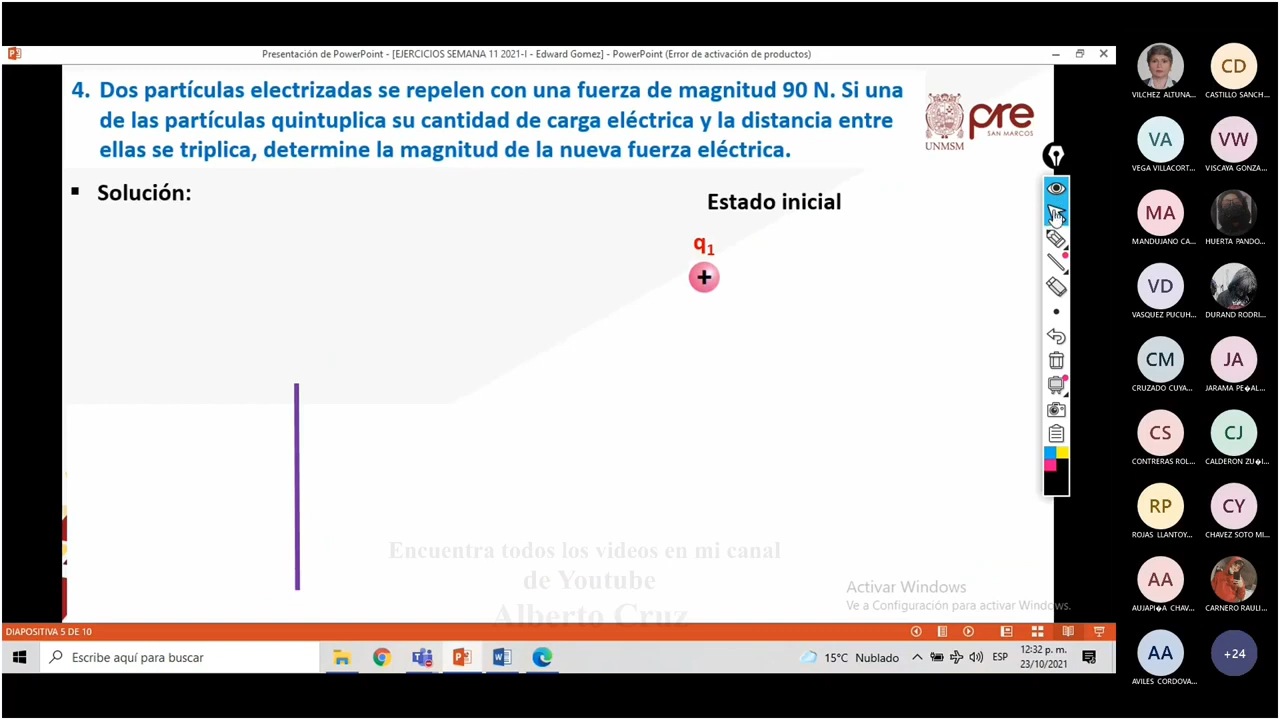 Presentación de PowerPoint - [EJERCICIOS SEMANA 11 2021-I - Edward Gomez] - PowerPoint (Error de activación de productos)
4. Dos partículas electrizadas se repelen con una fuerza de magnitud 90 N. Si una
de las partículas quintuplica su cantidad de carga eléctrica y la distancia entre
ellas se triplica, determine la magnitud de la nueva fuerza eléctrica.
UNMSM
pre
SAN MARCOS
Solución:
Estado inicial
q₁
+
Encuentra todos los videos en mi canal
de Youtube
Alberto Cruz
Activar Windows
Ve a Configuración para activar Windows.
DIAPOSITIVA 5 DE 10
Escribe aquí para buscar
15°C Nublado
ESP
12:32 p. m.
23/10/2021
VILCHEZ ALTUNA...
CD
CASTILLO SANCH...
VA
VEGA VILLACORT...
VW
VISCAYA GONZA...
MA
MANDUJANO CA...
HUERTA PANDO...
VD
VASQUEZ PUCUH...
DURAND RODRI...
CM
CRUZADO CUYA...
JA
JARAMA PE�AL...
CS
CONTRERAS ROL...
CJ
CALDERON ZU�I...
RP
ROJAS LLANTOY...
CY
CHAVEZ SOTO MI...
AA
AUJAPI�A CHAV...
CARNERO RAULI...
AA
AVILES CORDOVA...
+24